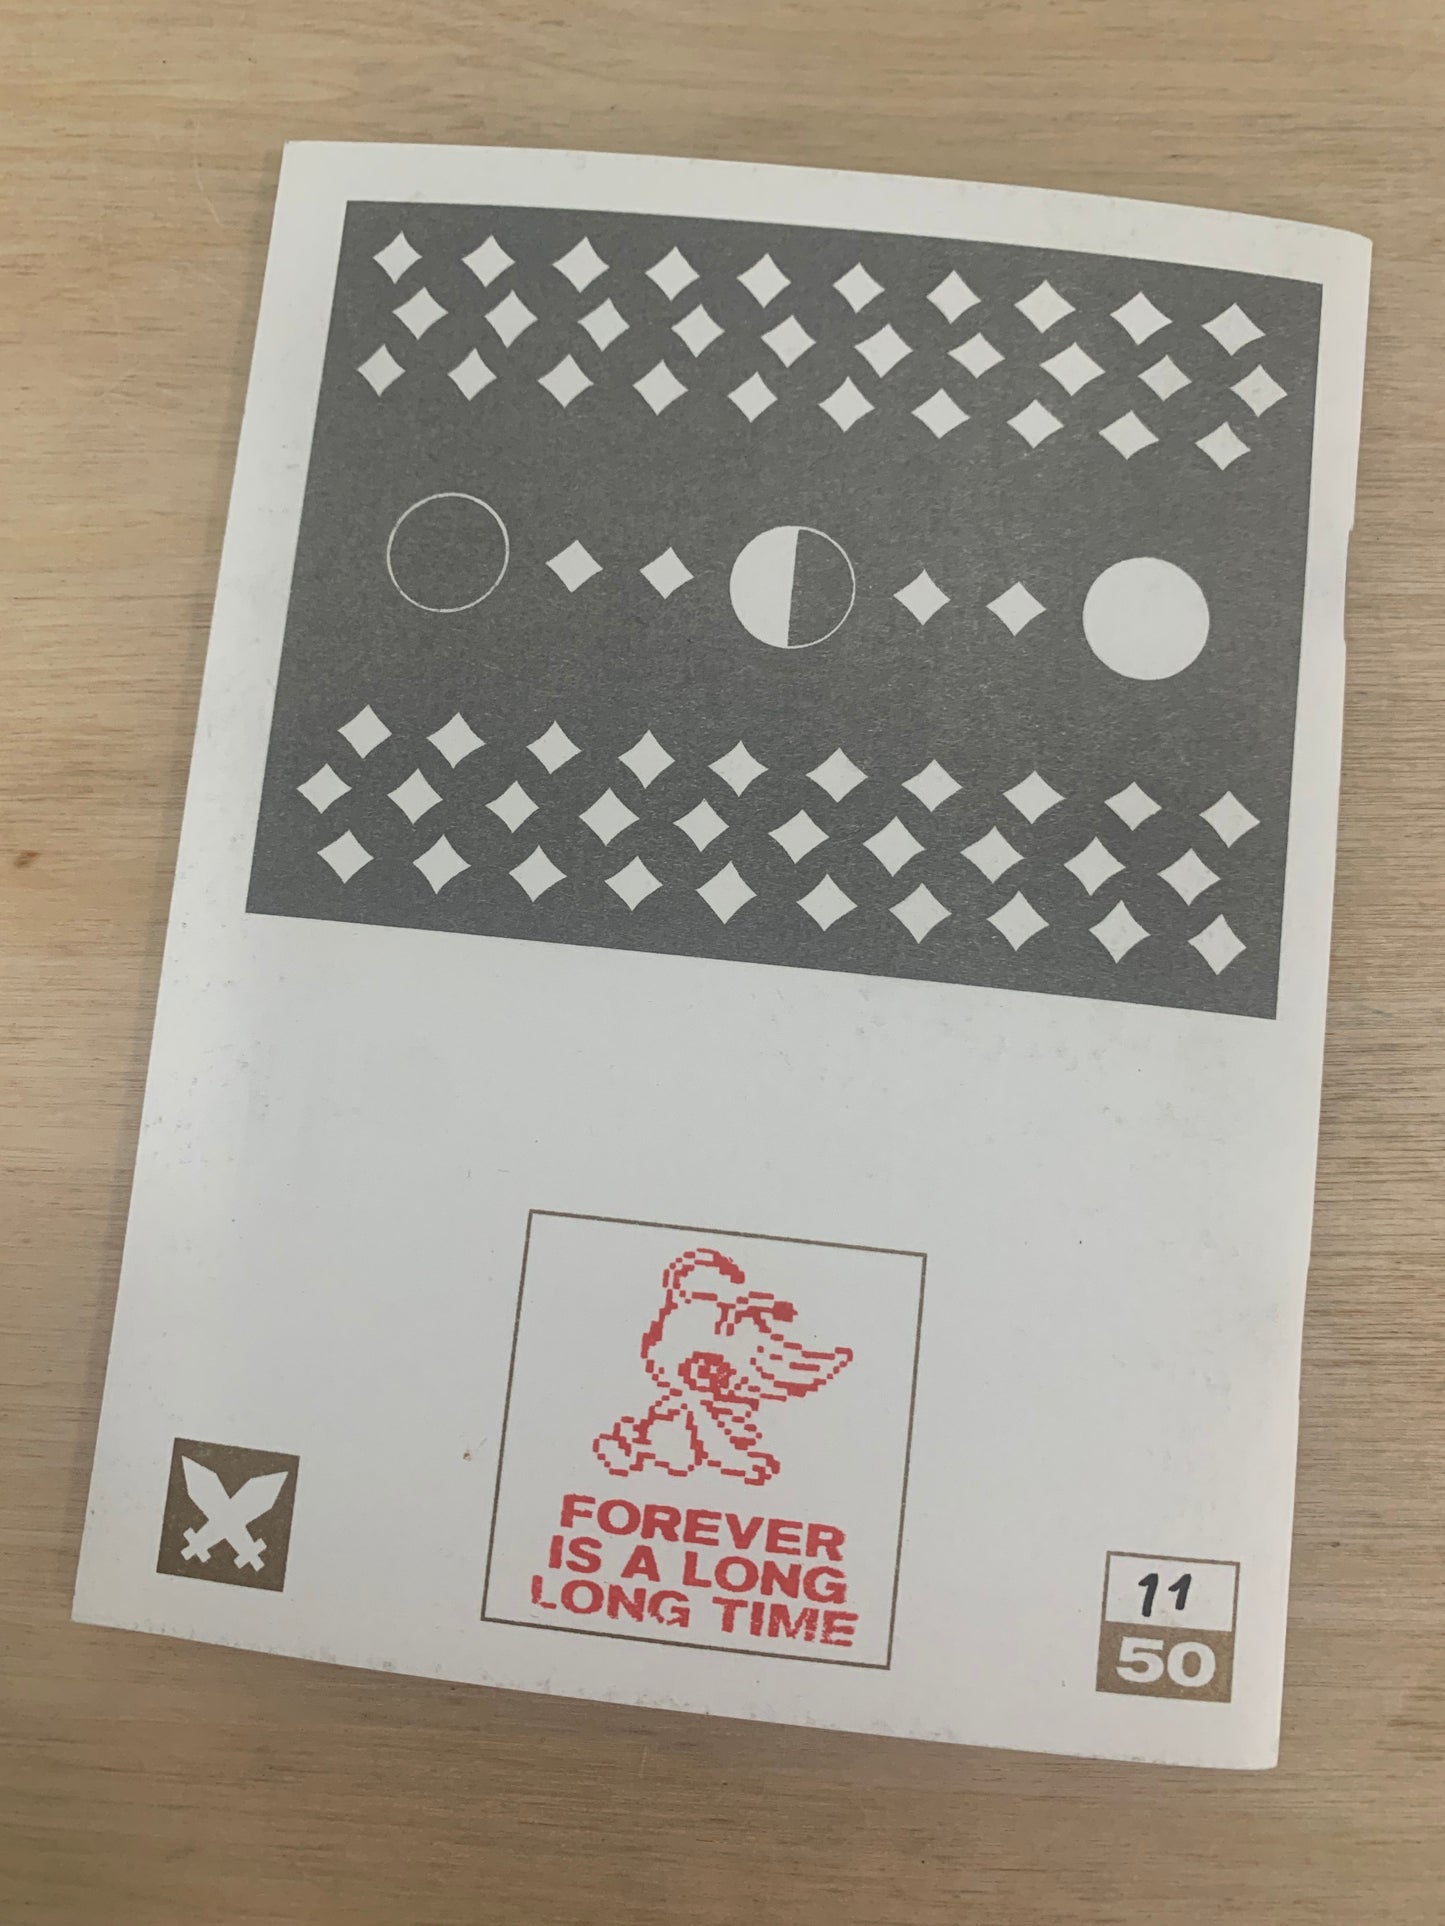 FOREVER
IS A LONG
LONG TIME
11
50